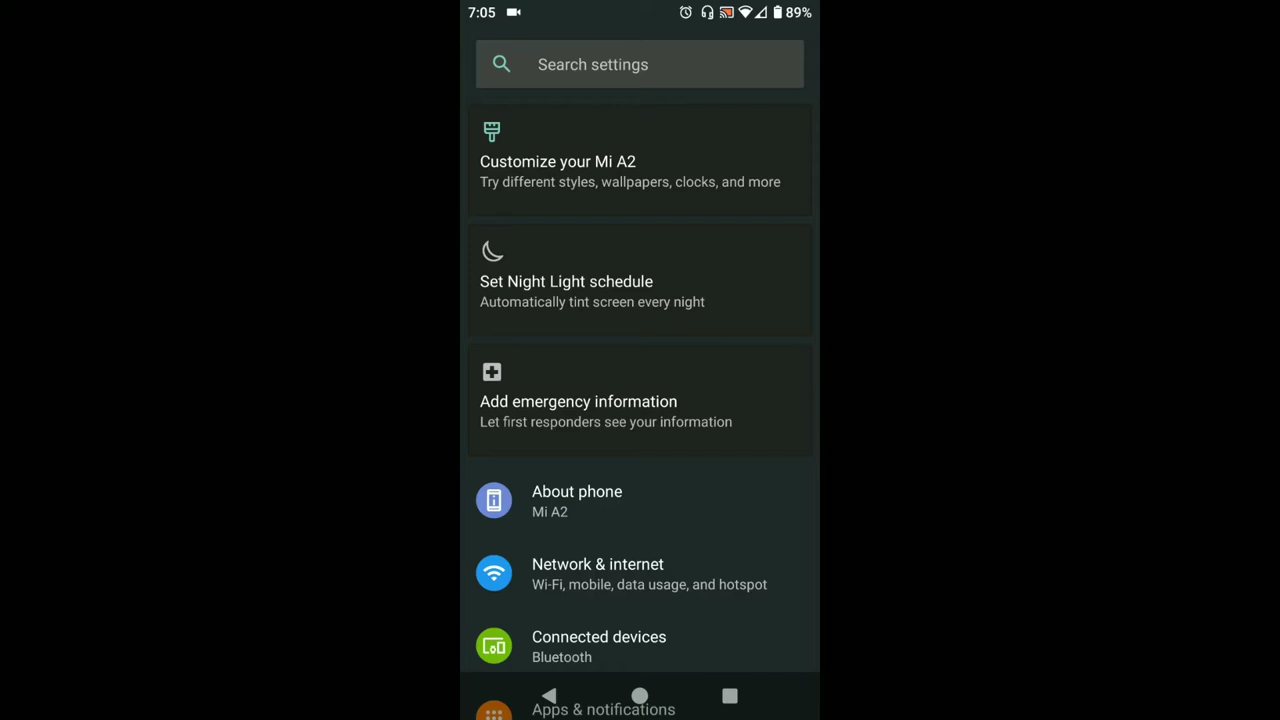 7:05
89%
Search settings
Customize your Mi A2
Try different styles, wallpapers, clocks, and more
Set Night Light schedule
Automatically tint screen every night
Add emergency information
Let first responders see your information
About phone
Mi A2
Network & internet
Wi-Fi, mobile, data usage, and hotspot
Connected devices
Bluetooth
Apps & notifications